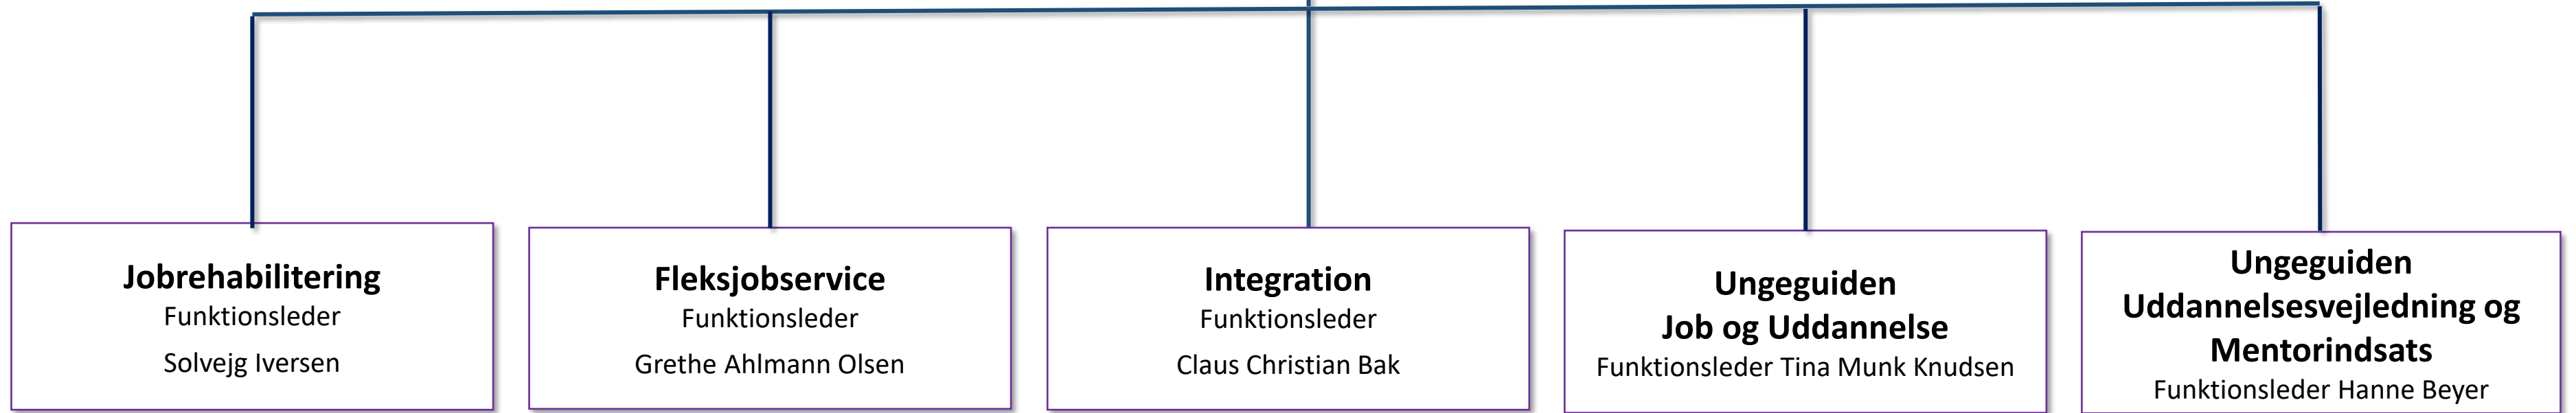 Jobrehabilitering
Funktionsleder
Solvejg Iversen
Fleksjobservice
Funktionsleder
Grethe Ahlmann Olsen
Integration
Funktionsleder
Claus Christian Bak
Ungeguiden
Job og Uddannelse
Funktionsleder Tina Munk Knudsen
Ungeguiden
Uddannelsesvejledning og
Mentorindsats
Funktionsleder Hanne Beyer